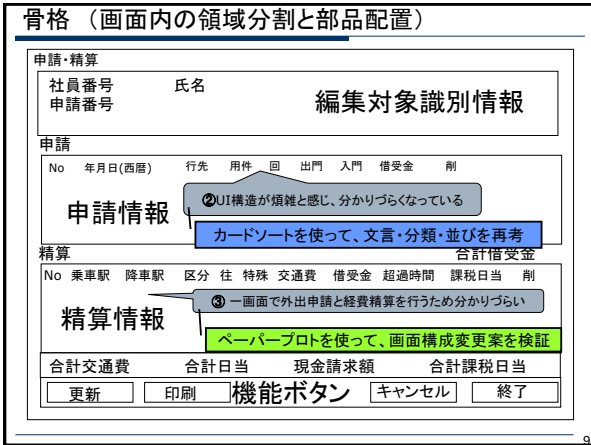 骨格 （画面内の領域分割と部品配置）
申請・精算
社員番号 氏名
申請番号
編集対象識別情報
申請
No 年月日(西暦) 行先 用件 回 出門 入門 借受金 削
②UI構造が煩雑と感じ、分かりづらくなっている
申請情報
カードソートを使って、文言・分類・並びを再考
精算 合計借受金
No 乗車駅 降車駅 区分 往 特殊 交通費 借受金 超過時間 課税日当 削
③ 一画面で外出申請と経費精算を行うため分かりづらい
精算情報
ペーパープロトを使って、画面構成変更案を検証
合計交通費 合計日当 現金請求額 合計課税日当
更新 印刷 機能ボタン キャンセル 終了
9